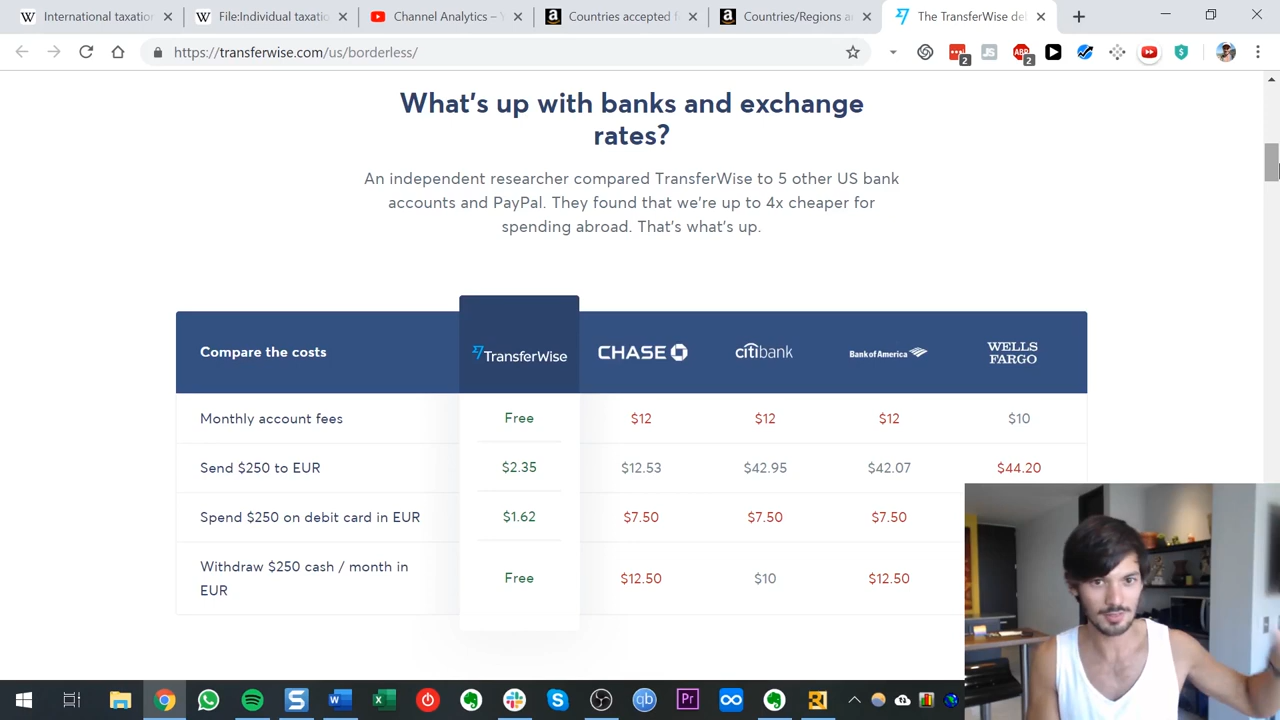 International taxation
File:Individual taxatio
Channel Analytics - Y
Countries accepted f
Countries/Regions a
The TransferWise de
https://transferwise.com/us/borderless/
2
JS
ABP
2
What's up with banks and exchange
rates?
An independent researcher compared TransferWise to 5 other US bank
accounts and PayPal. They found that we're up to 4x cheaper for
spending abroad. That's what's up.
Compare the costs
TransferWise
CHASE
citibank
Bank of America
WELLS
FARGO
Monthly account fees Free $12 $12 $12 $10
Send $250 to EUR $2.35 $12.53 $42.95 $42.07 $44.20
Spend $250 on debit card in EUR $1.62 $7.50 $7.50 $7.50
Withdraw $250 cash / month in
EUR
Free $12.50 $10 $12.50